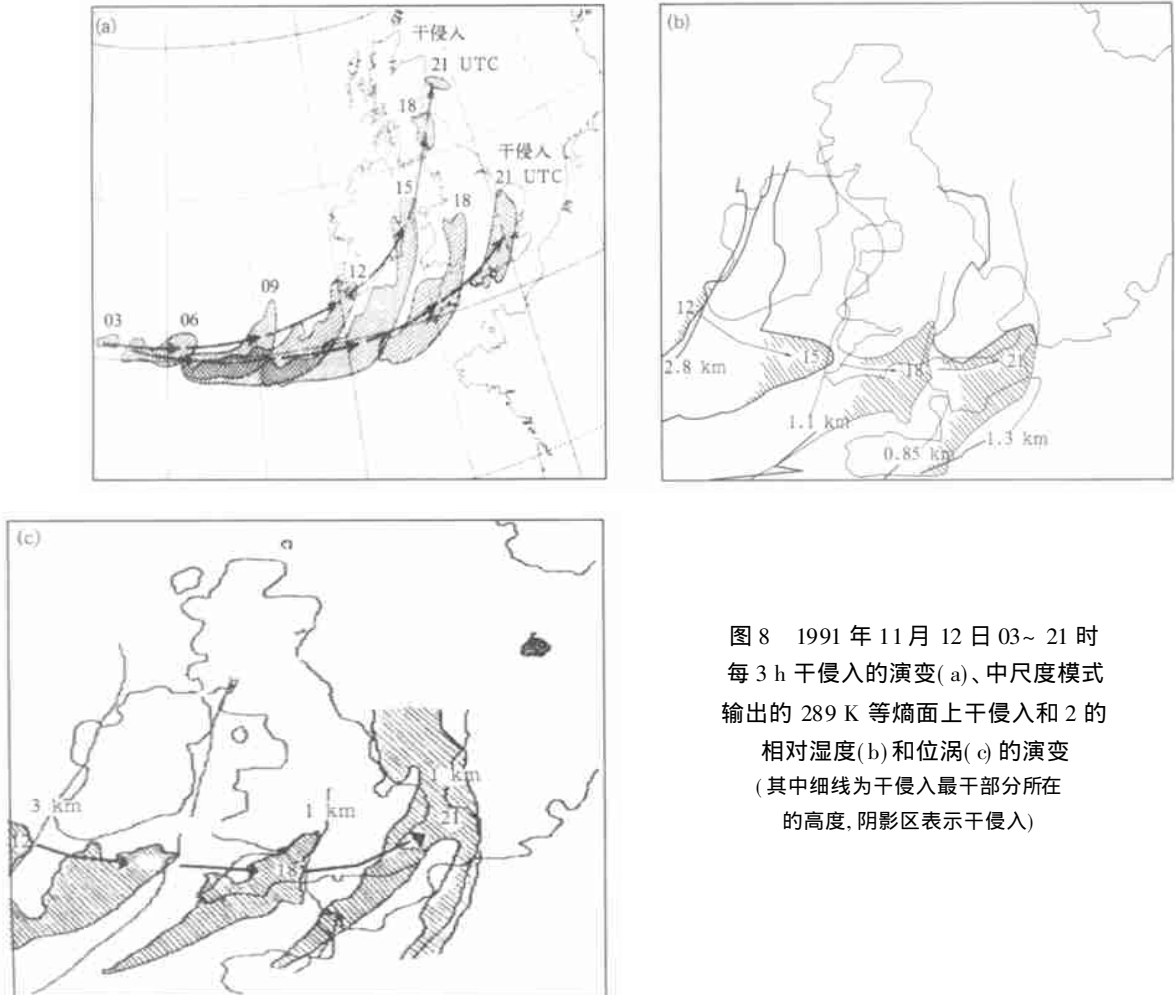 (a)
干侵入
21 UTC
18
干侵入
21 UTC
15
18
12
09
03
06
(b)
12
15
18
21
2.8 km
1.1 km
1.3 km
0.85 km
(c)
3 km
1 km
1 km
12
18
21
图 8 1991 年 11 月 12 日 03~ 21 时
每 3 h 干侵入的演变( a)、中尺度模式
输出的 289 K 等熵面上干侵入和 2 的
相对湿度( b) 和位涡( c) 的演变
( 其中细线为干侵入最干部分所在
的高度, 阴影区表示干侵入)